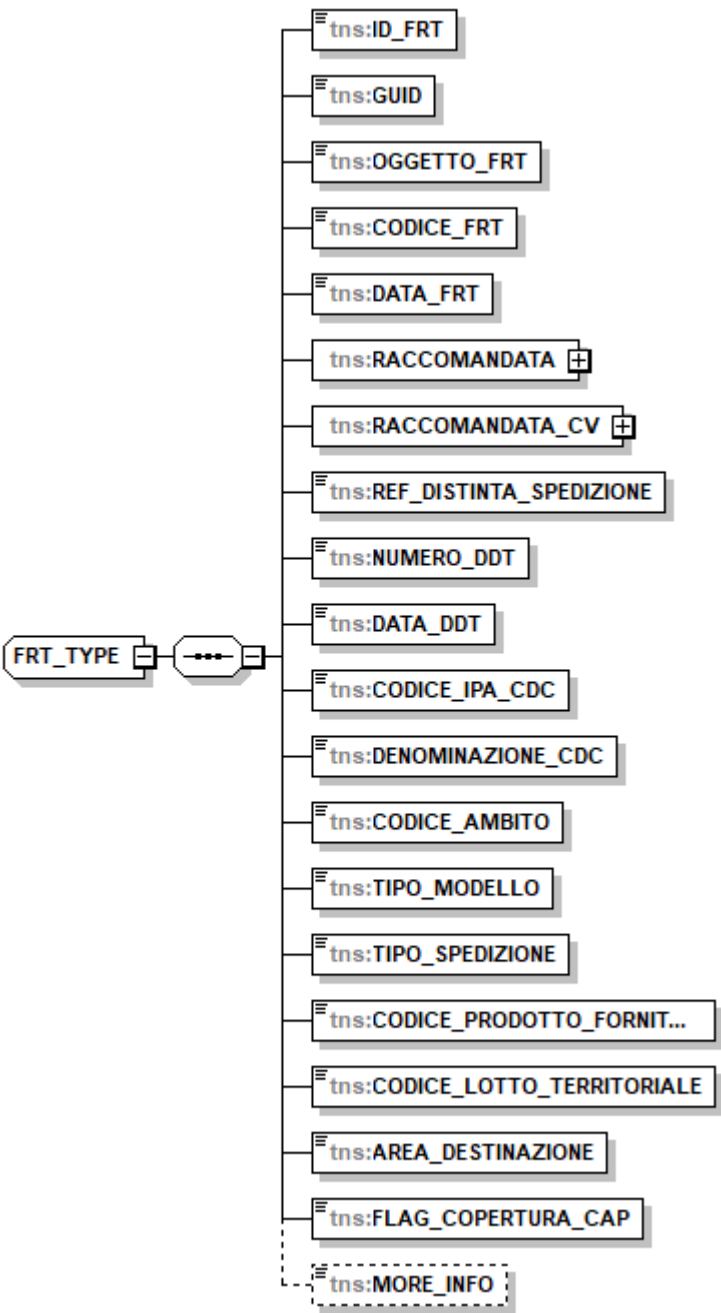 tns:ID_FRT
tns:GUID
tns:OGGETTO_FRT
tns:CODICE_FRT
tns:DATA_FRT
tns:RACCOMANDATA
tns:RACCOMANDATA_CV
tns:REF_DISTINTA_SPEDIZIONE
tns:NUMERO_DDT
tns:DATA_DDT
FRT_TYPE
tns:CODICE_IPA_CDC
tns:DENOMINAZIONE_CDC
tns:CODICE_AMBITO
tns:TIPO_MODELLO
tns:TIPO_SPEDIZIONE
tns:CODICE_PRODOTTO_FORNIT...
tns:CODICE_LOTTO_TERRITORIALE
tns:AREA_DESTINAZIONE
tns:FLAG_COPERTURA_CAP
tns:MORE_INFO